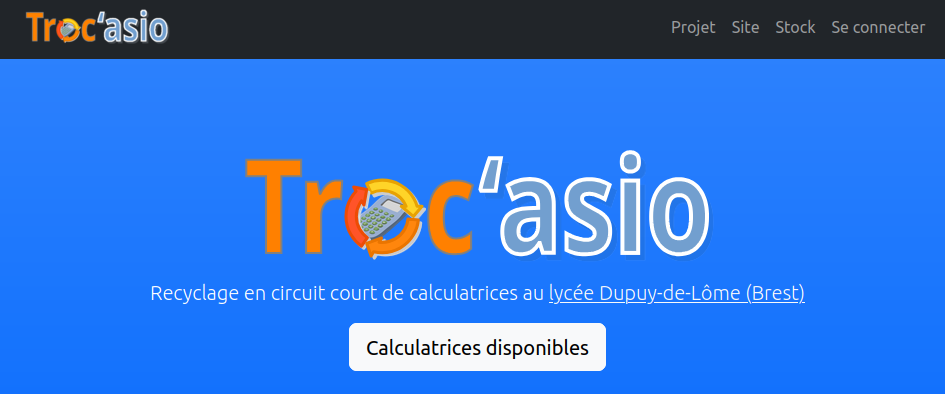 Troc‘asio
Projet Site Stock Se connecter
Troc‘asio
Recyclage en circuit court de calculatrices au lycée Dupuy-de-Lôme (Brest)
Calculatrices disponibles